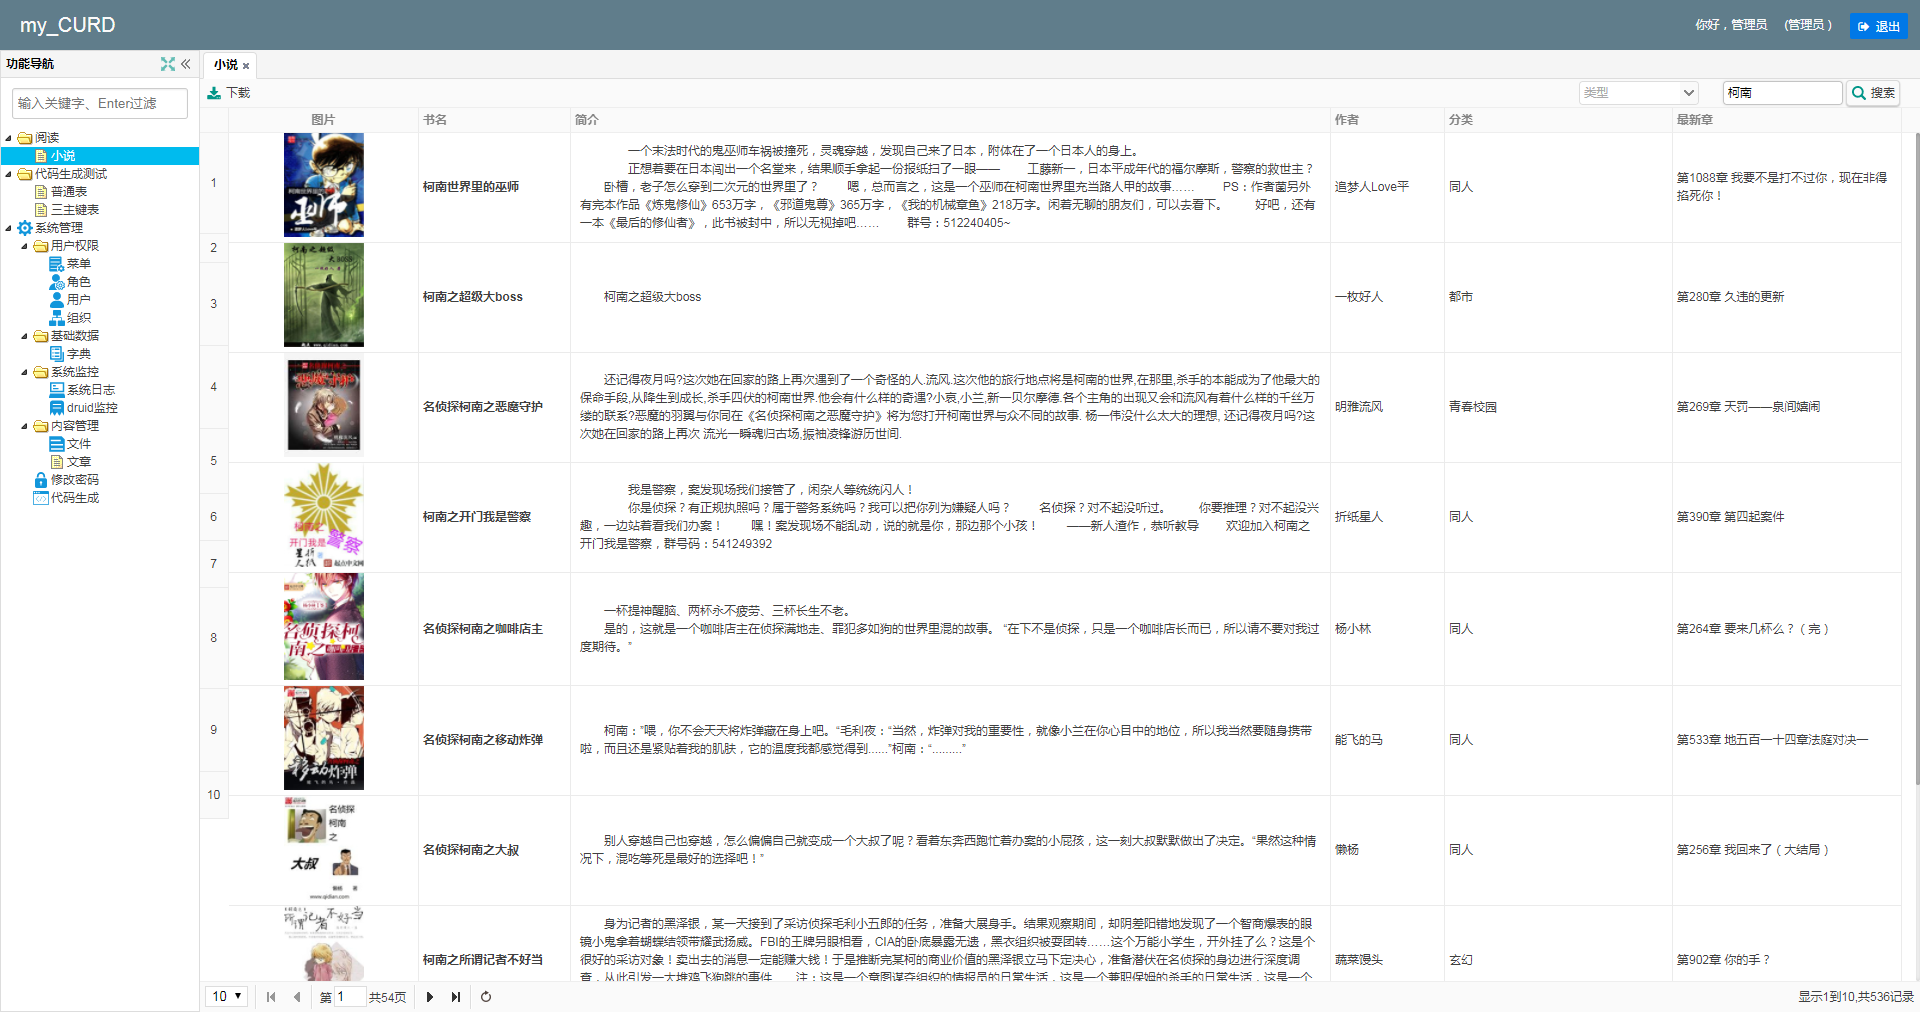 my_CURD
你好，管理员 (管理员)
退出
功能导航
小说
输入关键字、Enter过滤
下载
类型
柯南
搜索
阅读
小说
代码生成测试
普通表
三主键表
系统管理
用户权限
菜单
角色
用户
组织
基础数据
字典
系统监控
系统日志
druid监控
内容管理
文件
文章
修改密码
代码生成
图片 书名 简介 作者 分类 最新章
1
巫师
柯南世界里的巫师
一个末法时代的鬼巫师车祸被撞死，灵魂穿越，发现自己来了日本，附体在了一个日本人的身上。
正想着要在日本闯出一个名堂来，结果顺手拿起一份报纸扫了一眼—— 工藤新一，日本平成年代的福尔摩斯，警察的救世主？
卧槽，老子怎么穿到二次元的世界里了？ 嗯，总而言之，这是一个巫师在柯南世界里充当路人甲的故事…… PS：作者菌另外
有完本作品《炼鬼修仙》653万字，《邪道鬼尊》365万字，《我的机械章鱼》218万字。闲着无聊的朋友们，可以去看下。 好吧，还有
一本《最后的修仙者》，此书被封中，所以无视掉吧…… 群号：512240405~
追梦人Love平
同人
第1088章 我要不是打不过你，现在非得
掐死你！
2
3
柯南之超级
大BOSS
柯南之超级大boss
柯南之超级大boss
一枚好人
都市
第280章 久违的更新
4
恶魔守护
名侦探柯南之恶魔守护
还记得夜月吗?这次她在回家的路上再次遇到了一个奇怪的人.流风.这次他的旅行地点将是柯南的世界,在那里,杀手的本能成为了他最大的
保命手段,从降生到成长,杀手四伏的柯南世界.他会有什么样的奇遇?小哀,小兰,新一贝尔摩德.各个主角的出现又会和流风有着什么样的千丝万
缕的联系?恶魔的羽翼与你同在《名侦探柯南之恶魔守护》将为您打开柯南世界与众不同的故事. 杨一伟没什么太大的理想, 还记得夜月吗?这
次她在回家的路上再次 流光一瞬魂归古场,振袖凌锋游历世间.
明雅流风
青春校园
第269章 天罚——泉间嬉闹
5
6
柯南之
开门我是警察
起点中文网
柯南之开门我是警察
我是警察，案发现场我们接管了，闲杂人等统统闪人！
你是侦探？有正规执照吗？属于警务系统吗？我可以把你列为嫌疑人吗？ 名侦探？对不起没听过。 你要推理？对不起没兴
趣，一边站着看我们办案！ 嘿！案发现场不能乱动，说的就是你，那边那个小孩！ ——新人渣作，恭听教导 欢迎加入柯南之
开门我是警察，群号码：541249392
折纸星人
同人
第390章 第四起案件
7
8
名侦探柯
南之
名侦探柯南之咖啡店主
一杯提神醒脑、两杯永不疲劳、三杯长生不老。
是的，这就是一个咖啡店主在侦探满地走、罪犯多如狗的世界里混的故事。 “在下不是侦探，只是一个咖啡店长而已，所以请不要对我过
度期待。”
杨小林
同人
第264章 要来几杯么？（完）
9
移动炸弹
名侦探柯南之移动炸弹
柯南：”喂，你不会天天将炸弹藏在身上吧。“毛利夜：“当然，炸弹对我的重要性，就像小兰在你心目中的地位，所以我当然要随身携带
啦，而且还是紧贴着我的肌肤，它的温度我都感觉得到......”柯南：“.........”
能飞的马
同人
第533章 地五百一十四章法庭对决一
10
名侦探
柯南
之
大叔
懒杨 著
www.qidian.com
名侦探柯南之大叔
别人穿越自己也穿越，怎么偏偏自己就变成一个大叔了呢？看着东奔西跑忙着办案的小屁孩，这一刻大叔默默做出了决定。“果然这种情
况下，混吃等死是最好的选择吧！”
懒杨
同人
第256章 我回来了（大结局）
所谓记者不好当
柯南之所谓记者不好当
身为记者的黑泽银，某一天接到了采访侦探毛利小五郎的任务，准备大展身手。结果观察期间，却阴差阳错地发现了一个智商爆表的眼
镜小鬼拿着蝴蝶结领带耀武扬威。FBI的王牌另眼相看，CIA的卧底暴露无遗，黑衣组织被耍团转……这个万能小学生，开外挂了么？这是个
很好的采访对象！卖出去的消息一定能赚大钱！于是推断完某柯的商业价值的黑泽银立马下定决心，准备潜伏在名侦探的身边进行深度调
查，从此引发一大堆鸡飞狗跳的事件…… 注：这是一个意图谋夺组织的情报员的日常生活，这是一个兼职保姆的杀手的日常生活，这是一个
蔬菜馒头
玄幻
第902章 你的手？
10 第 1 共54页
显示1到10,共536记录